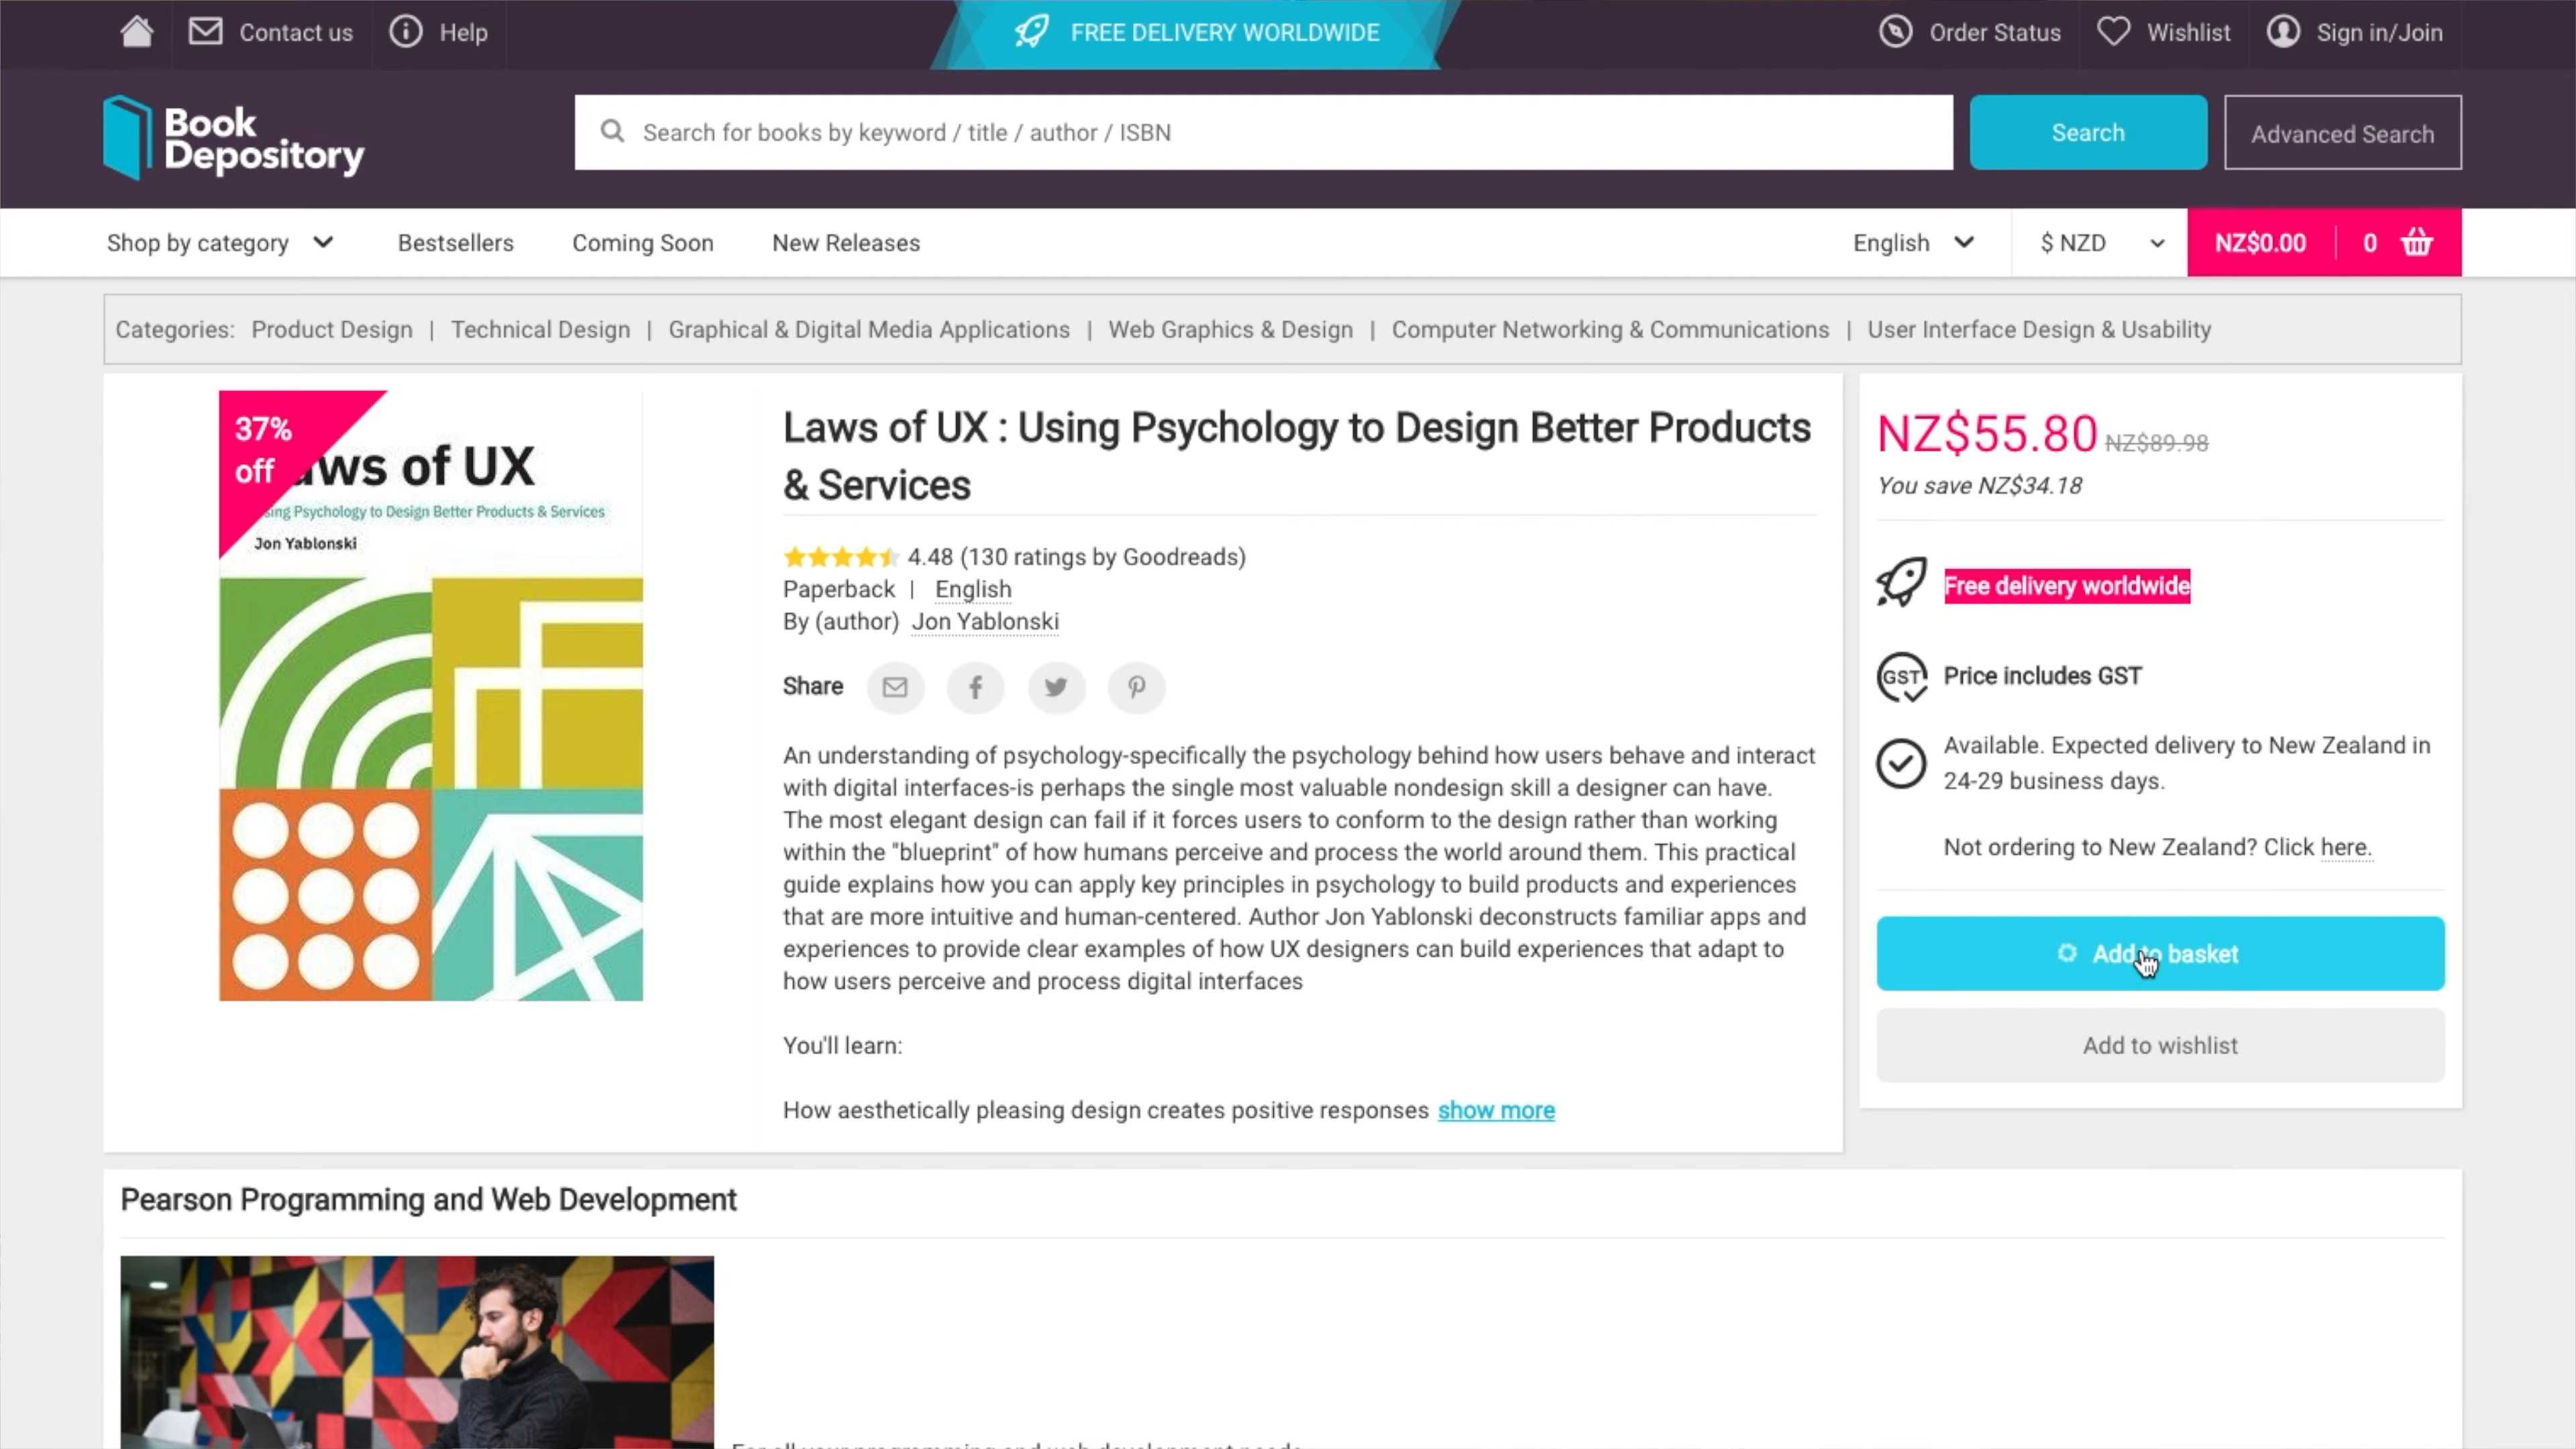 Contact us
Help
FREE DELIVERY WORLDWIDE
Order Status
Wishlist
Sign in/Join
Book
Depository
Search for books by keyword / title / author / ISBN
Search
Advanced Search
Shop by category
Bestsellers
Coming Soon
New Releases
English
$ NZD
NZ$0.00
0
Categories: Product Design | Technical Design | Graphical & Digital Media Applications | Web Graphics & Design | Computer Networking & Communications | User Interface Design & Usability
37%
off
of UX
Psychology to Design Better Products & Services
Jon Yablonski
Laws of UX : Using Psychology to Design Better Products
& Services
4.48 (130 ratings by Goodreads)
Paperback | English
By (author) Jon Yablonski
Share
An understanding of psychology-specifically the psychology behind how users behave and interact
with digital interfaces-is perhaps the single most valuable nondesign skill a designer can have.
The most elegant design can fail if it forces users to conform to the design rather than working
within the "blueprint" of how humans perceive and process the world around them. This practical
guide explains how you can apply key principles in psychology to build products and experiences
that are more intuitive and human-centered. Author Jon Yablonski deconstructs familiar apps and
experiences to provide clear examples of how UX designers can build experiences that adapt to
how users perceive and process digital interfaces
You'll learn:
How aesthetically pleasing design creates positive responses show more
NZ$55.80 NZ$89.98
You save NZ$34.18
Free delivery worldwide
GST
Price includes GST
Available. Expected delivery to New Zealand in
24-29 business days.
Not ordering to New Zealand? Click here.
Add to basket
Add to wishlist
Pearson Programming and Web Development